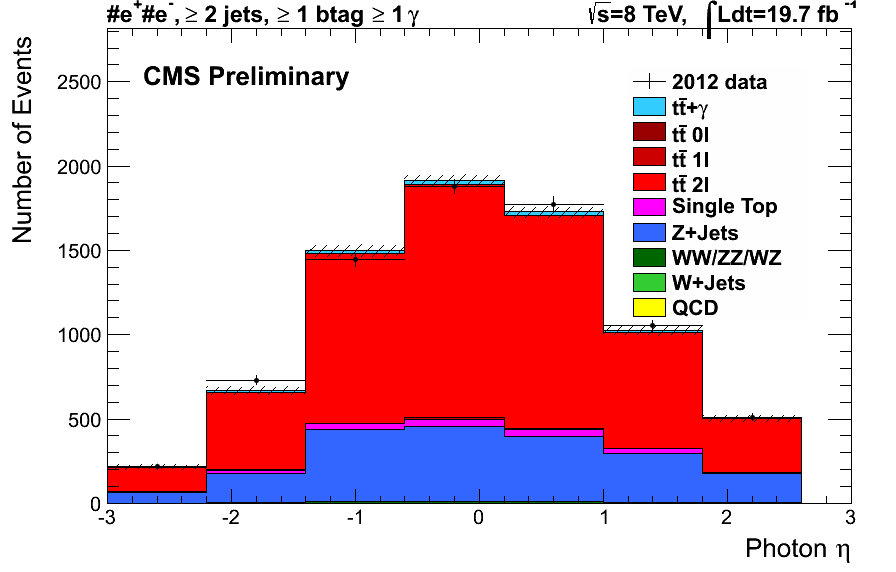 #e+#e-, ≥ 2 jets, ≥ 1 btag ≥ 1 γ
√s=8 TeV, ∫Ldt=19.7 fb-1
CMS Preliminary
2012 data
tt̄+γ
tt̄ 0l
tt̄ 1l
tt̄ 2l
Single Top
Z+Jets
WW/ZZ/WZ
W+Jets
QCD
Number of Events
2500
2000
1500
1000
500
0
-3 -2 -1 0 1 2 3
Photon η